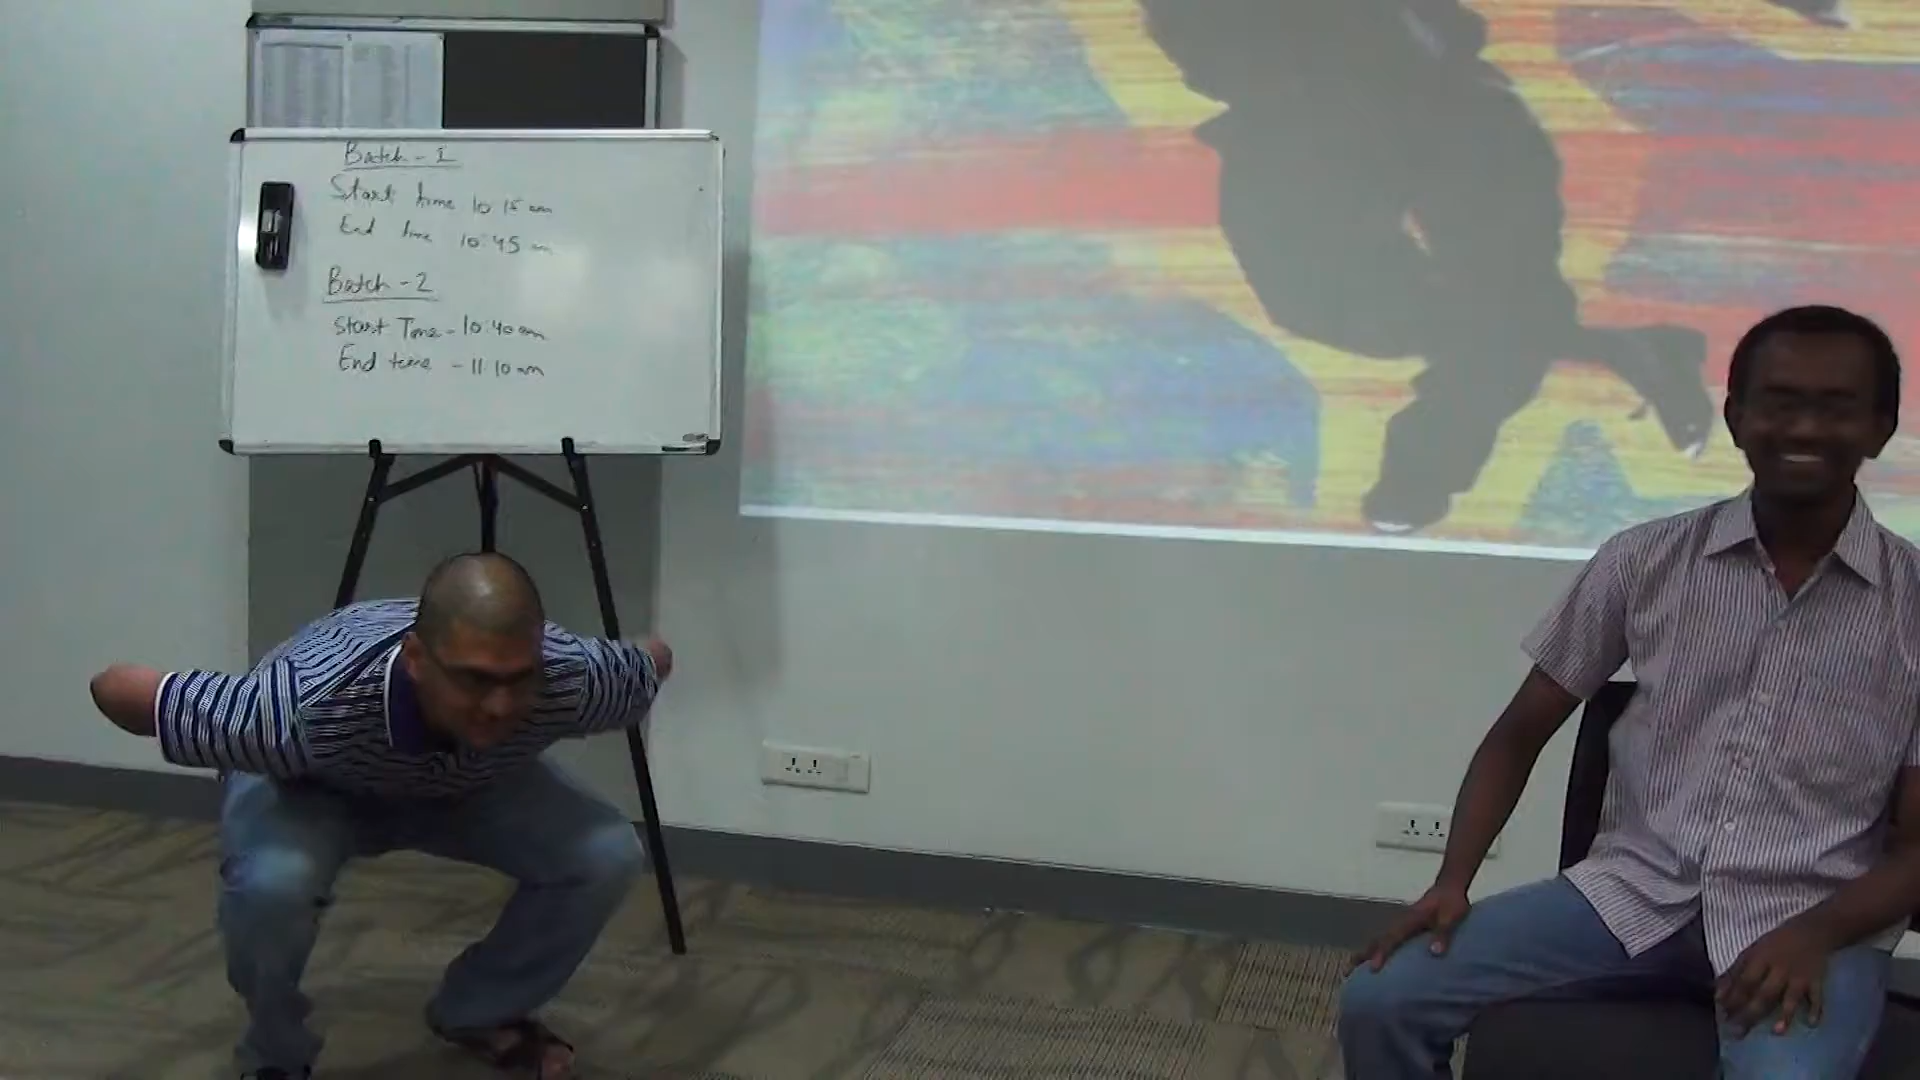 Batch - 1
Start time 10:15 am
End time 10:45 am
Batch - 2
Start Time - 10:40 am
End time - 11:10 am